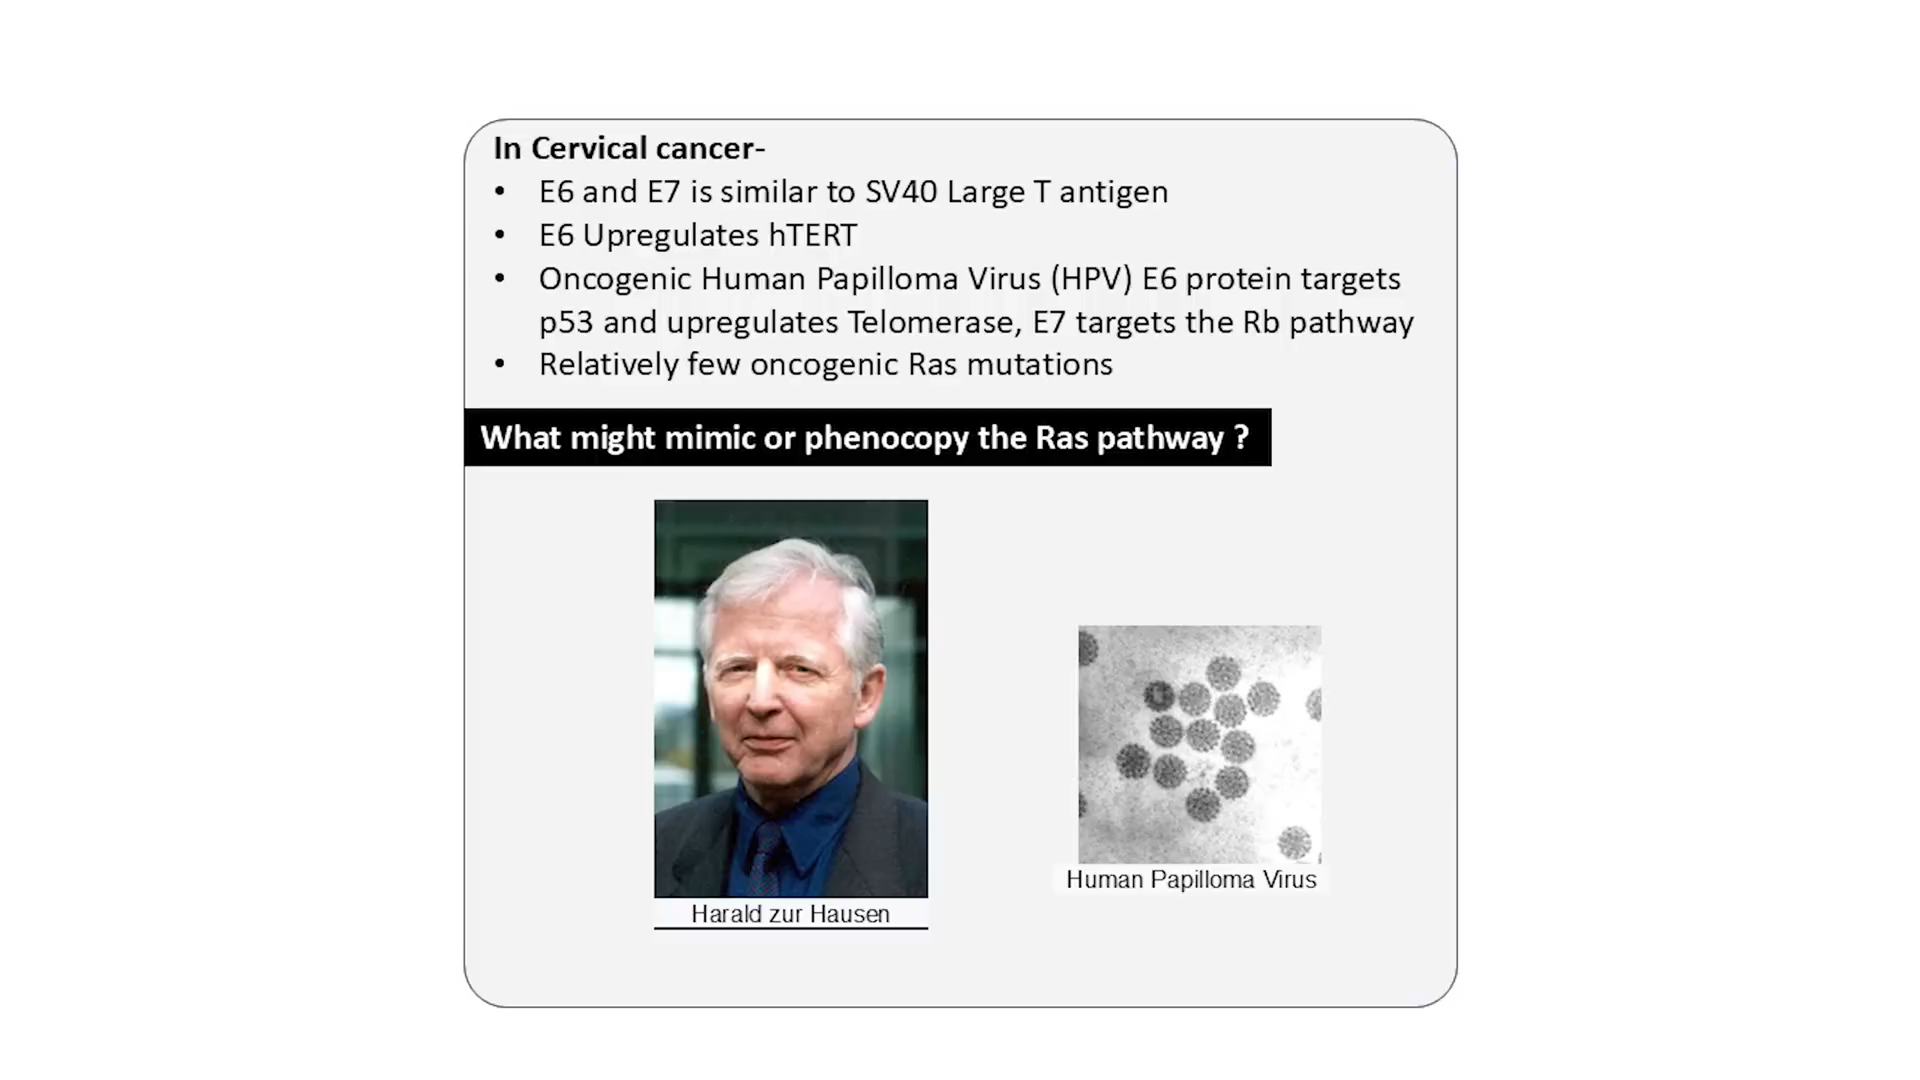 In Cervical cancer-
• E6 and E7 is similar to SV40 Large T antigen
• E6 Upregulates hTERT
• Oncogenic Human Papilloma Virus (HPV) E6 protein targets
p53 and upregulates Telomerase, E7 targets the Rb pathway
• Relatively few oncogenic Ras mutations
What might mimic or phenocopy the Ras pathway ?
Harald zur Hausen
Human Papilloma Virus